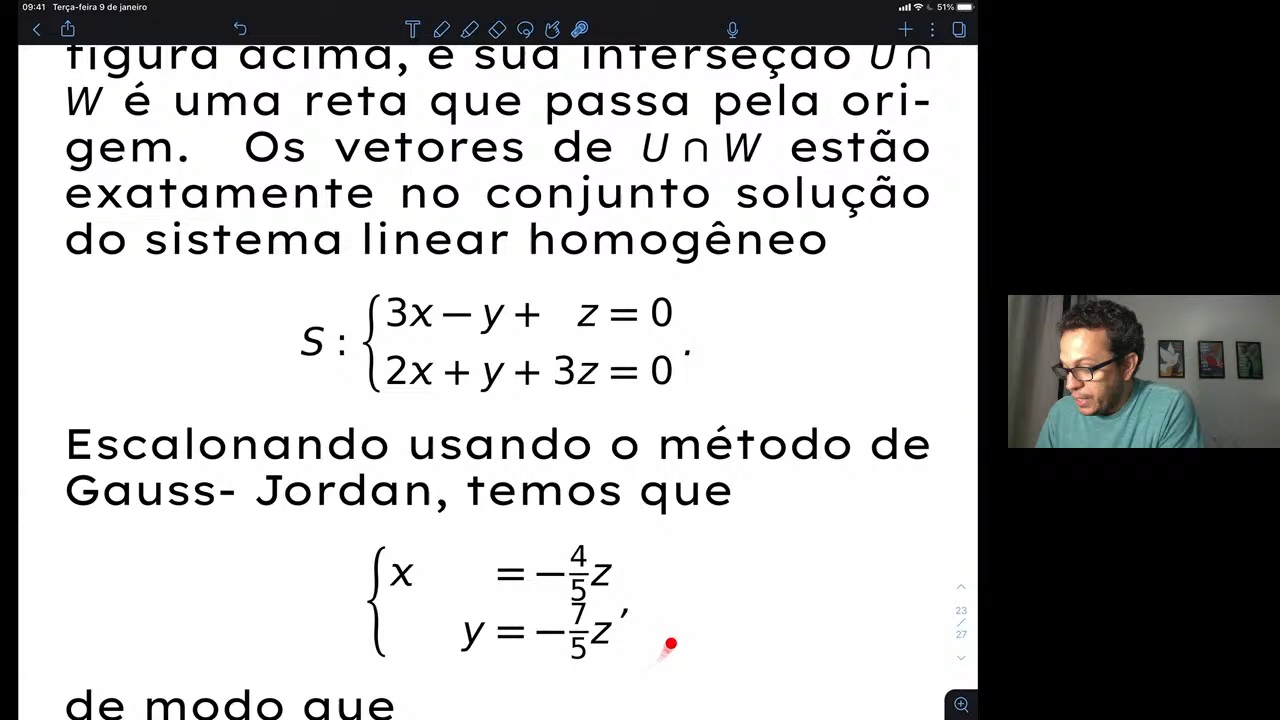 09:41 Terça-feira 9 de janeiro
51%
figura acima, e sua interseção U ∩
W é uma reta que passa pela ori-
gem. Os vetores de U ∩ W estão
exatamente no conjunto solução
do sistema linear homogêneo
S : { 3x − y + z = 0
2x + y + 3z = 0 .
Escalonando usando o método de
Gauss- Jordan, temos que
{ x = −4/5 z
y = −7/5 z ,
23
/
27
de modo que